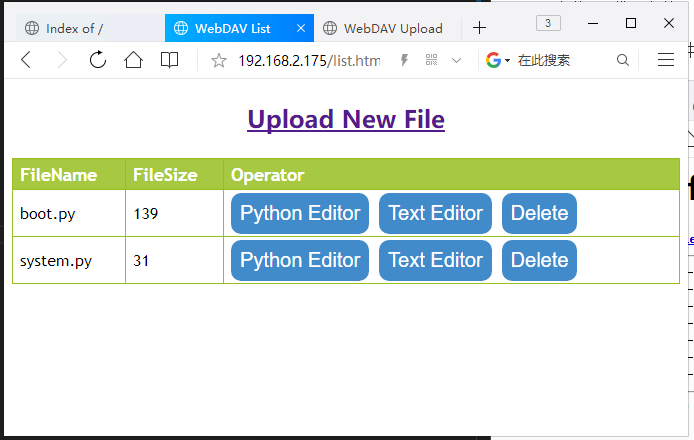 Index of /
WebDAV List
WebDAV Upload
3
192.168.2.175/list.htm
在此搜索
Upload New File
FileName FileSize Operator
boot.py 139 Python Editor Text Editor Delete
system.py 31 Python Editor Text Editor Delete